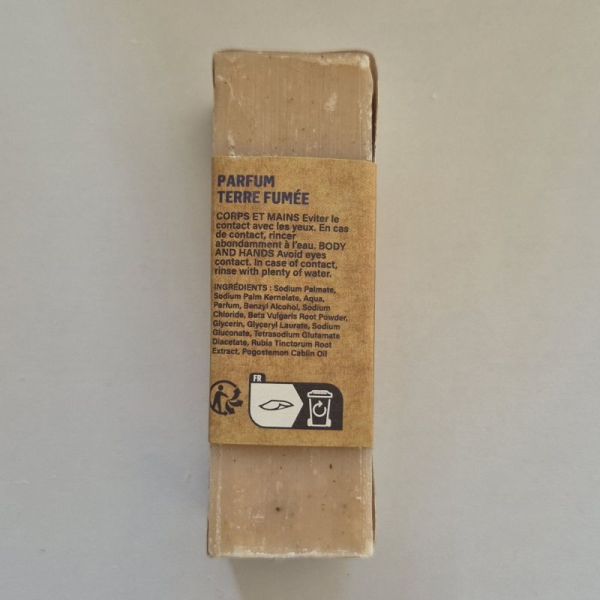 PARFUM
TERRE FUMÉE
CORPS ET MAINS Eviter le
contact avec les yeux. En cas
de contact, rincer
abondamment à l'eau. BODY
AND HANDS Avoid eyes
contact. In case of contact,
rinse with plenty of water.
INGRÉDIENTS : Sodium Palmate,
Sodium Palm Kernelate, Aqua,
Parfum, Benzyl Alcohol, Sodium
Chloride, Beta Vulgaris Root Powder,
Glycerin, Glyceryl Laurate, Sodium
Gluconate, Tetrasodium Glutamate
Diacetate, Rubia Tinctorum Root
Extract, Pogostemon Cablin Oil
FR